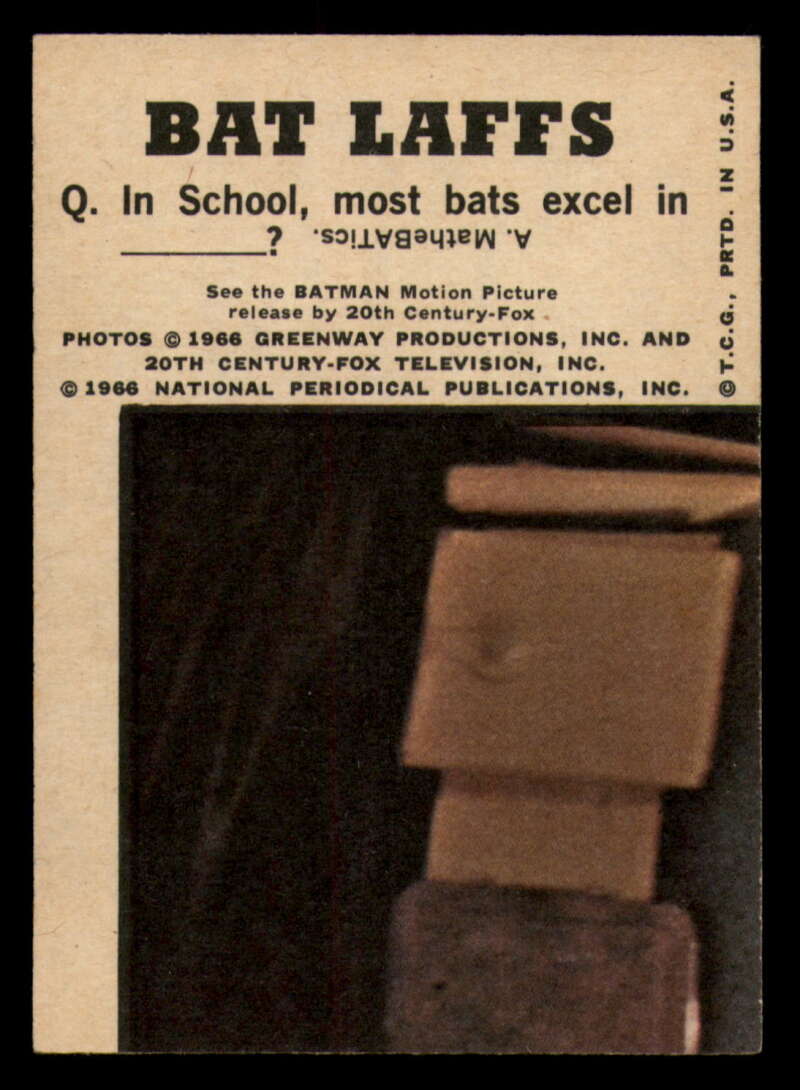 BAT LAFFS
Q. In School, most bats excel in
________?
A. MatheBATics.
See the BATMAN Motion Picture
release by 20th Century-Fox
PHOTOS © 1966 GREENWAY PRODUCTIONS, INC. AND
20TH CENTURY-FOX TELEVISION, INC.
© 1966 NATIONAL PERIODICAL PUBLICATIONS, INC.
© T.C.G., PRTD. IN U.S.A.